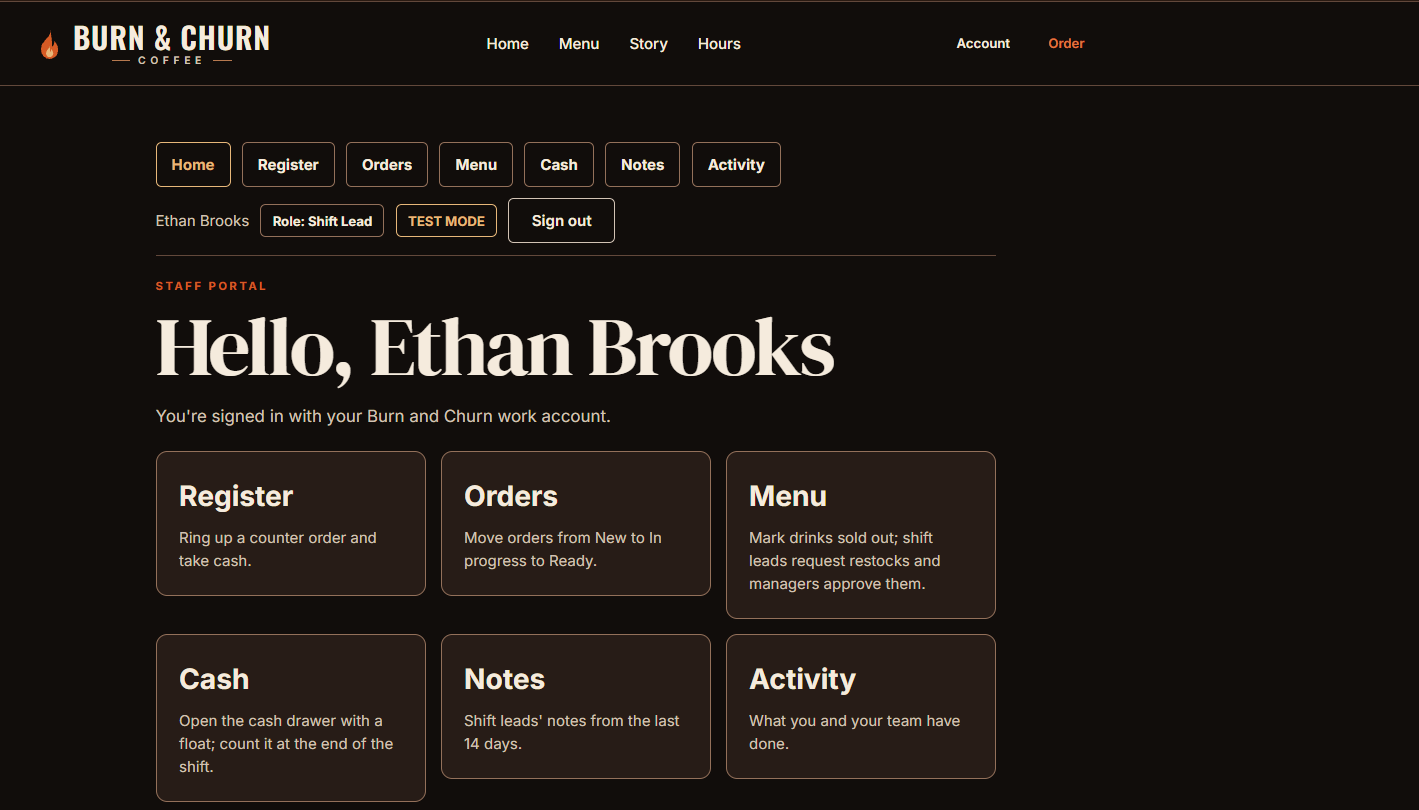 BURN & CHURN
COFFEE
Home Menu Story Hours
Account Order
Home Register Orders Menu Cash Notes Activity
Ethan Brooks Role: Shift Lead TEST MODE Sign out
STAFF PORTAL
Hello, Ethan Brooks
You're signed in with your Burn and Churn work account.
Register
Ring up a counter order and
take cash.
Orders
Move orders from New to In
progress to Ready.
Menu
Mark drinks sold out; shift
leads request restocks and
managers approve them.
Cash
Open the cash drawer with a
float; count it at the end of the
shift.
Notes
Shift leads' notes from the last
14 days.
Activity
What you and your team have
done.